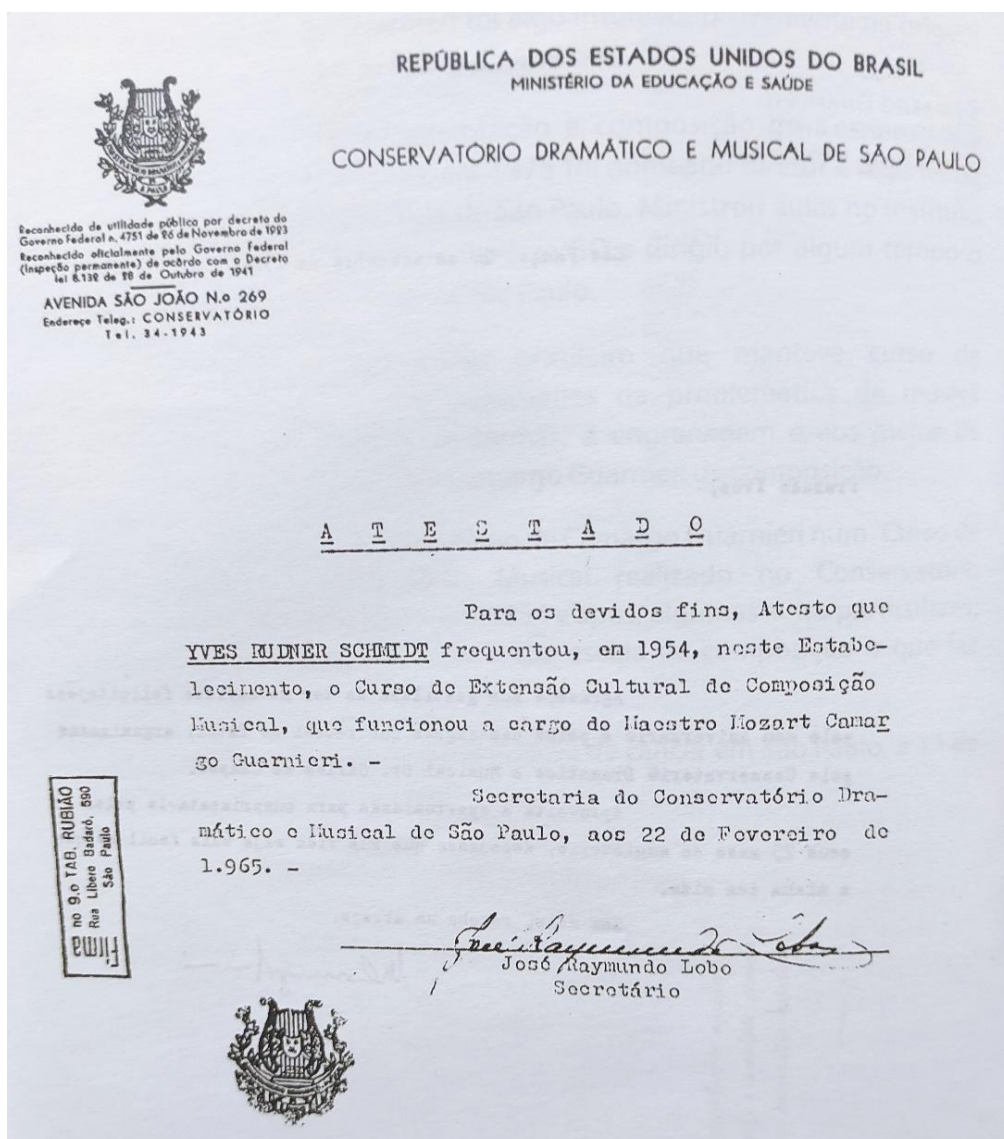 REPÚBLICA DOS ESTADOS UNIDOS DO BRASIL
MINISTÉRIO DA EDUCAÇÃO E SAÚDE
CONSERVATÓRIO DRAMÁTICO E MUSICAL DE SÃO PAULO
Reconhecido de utilidade pública por decreto do
Governo Federal n. 4751 de 26 de Novembro de 1923
Reconhecido oficialmente pelo Governo Federal
(Inspeção permanente) de acôrdo com o Decreto
lei 8.132 de 28 de Outubro de 1941
AVENIDA SÃO JOÃO N.o 269
Endereço Teleg.: CONSERVATÓRIO
Tel. 34-1943
A T E S T A D O
Para os devidos fins, Atesto que
YVES RUDNER SCHMIDT frequentou, em 1954, neste Estabe-
lecimento, o Curso de Extensão Cultural de Composição
Musical, que funcionou a cargo do Maestro Mozart Camar
go Guarnieri. -
Secretaria do Conservatório Dra-
mático e Musical de São Paulo, aos 22 de Fevereiro de
1.965. -
José Raymundo Lobo
José Raymundo Lobo
Secretário
Firma
no 9.o TAB. RUBIÃO
Rua Libero Badaró, 590
São Paulo